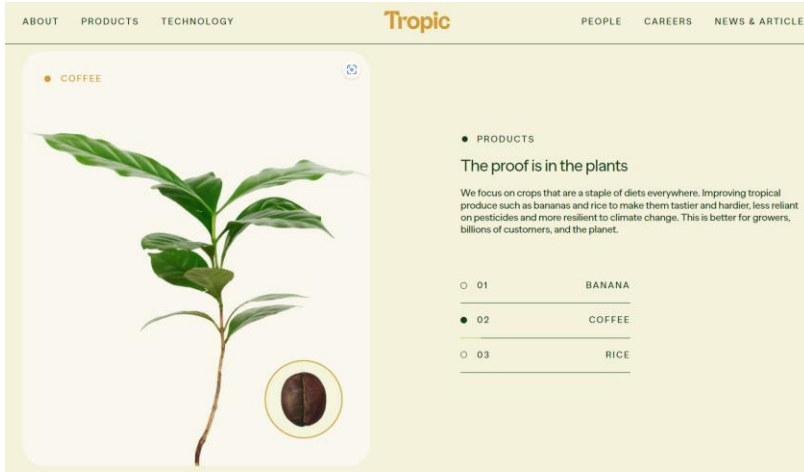 ABOUT PRODUCTS TECHNOLOGY Tropic PEOPLE CAREERS NEWS & ARTICLE
COFFEE
PRODUCTS
The proof is in the plants
We focus on crops that are a staple of diets everywhere. Improving tropical
produce such as bananas and rice to make them tastier and hardier, less reliant
on pesticides and more resilient to climate change. This is better for growers,
billions of customers, and the planet.
01 BANANA
02 COFFEE
03 RICE